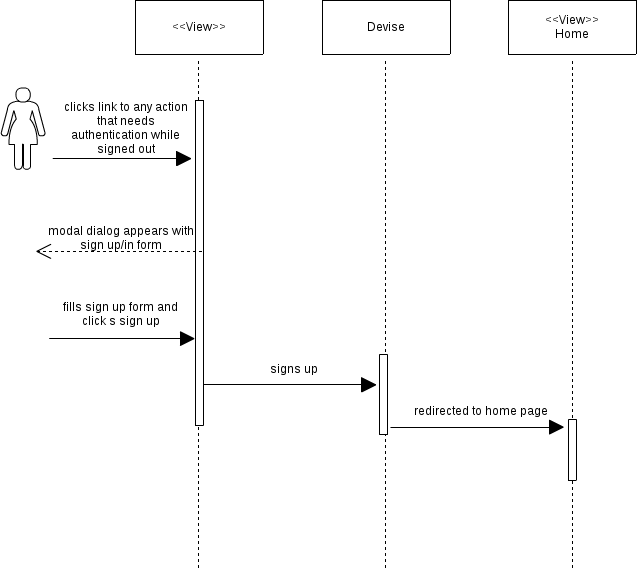 <<View>>
Devise
<<View>>
Home
clicks link to any action
that needs
authentication while
signed out
modal dialog appears with
sign up/in form
fills sign up form and
click s sign up
signs up
redirected to home page